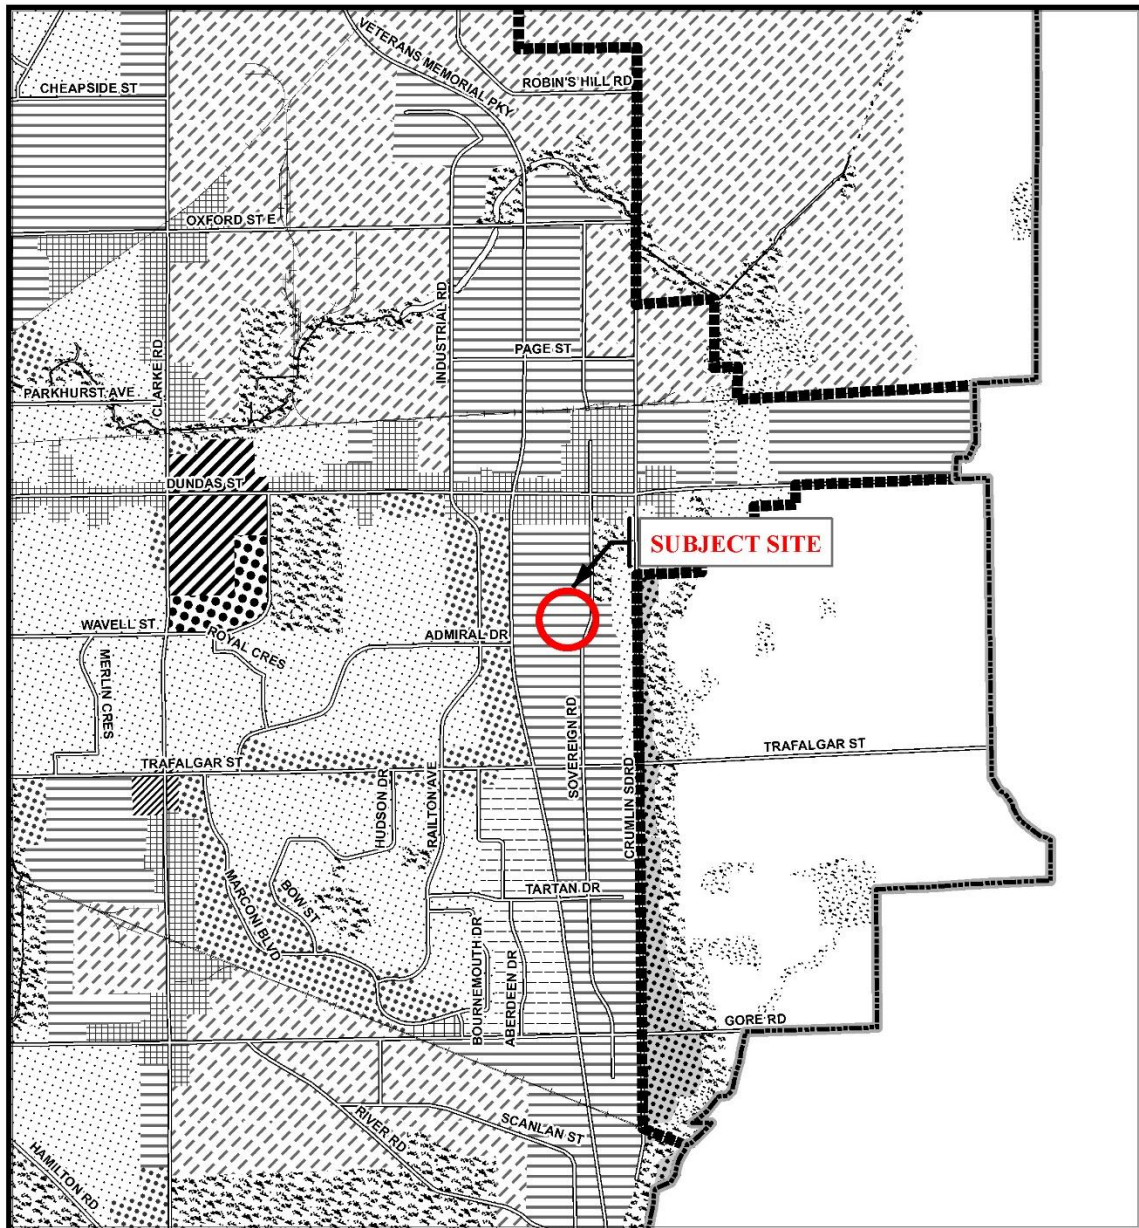 VETERANS MEMORIAL PKY
ROBIN'S HILL RD
CHEAPSIDE ST
OXFORD ST E
INDUSTRIAL RD
PAGE ST
CLARKE RD
PARKHURST AVE
DUNDAS ST
SUBJECT SITE
WAVELL ST
ROYAL CRES
ADMIRAL DR
MERLIN CRES
SOVEREIGN RD
TRAFALGAR ST
TRAFALGAR ST
HUDSON DR
RAILTON AVE
CRUMLIN SDRD
MARCONI BLVD
BOW ST
TARTAN DR
BOURNEMOUTH DR
ABERDEEN DR
GORE RD
RIVER RD
SCANLAN ST
HAMILTON RD